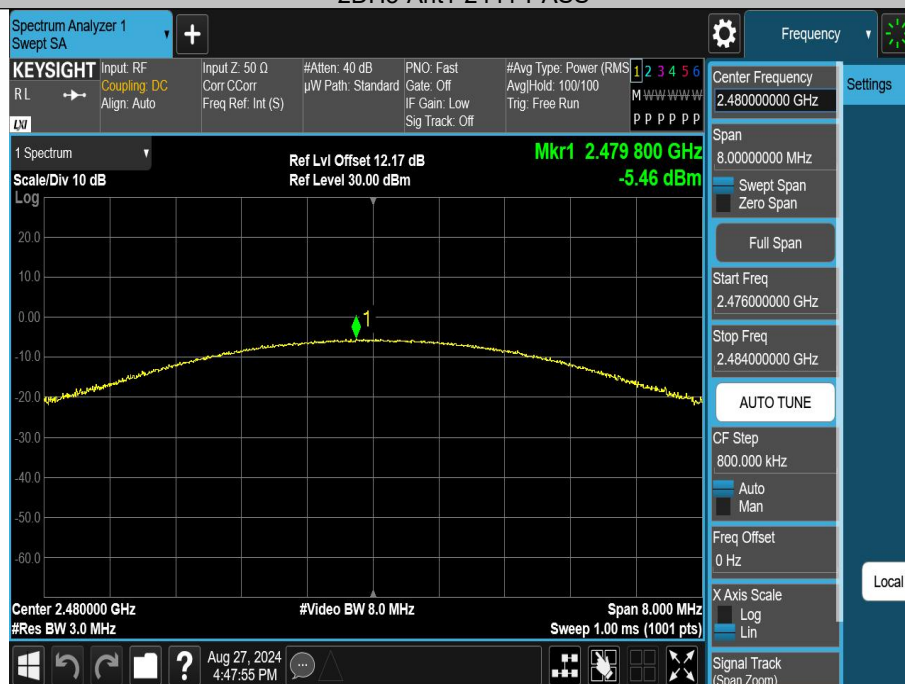 Spectrum Analyzer 1
Swept SA
Frequency
KEYSIGHT
Input: RF
Input Z: 50 Ω
#Atten: 40 dB
PNO: Fast
#Avg Type: Power (RMS
1 2 3 4 5 6
RL
Coupling: DC
Corr CCorr
µW Path: Standard
Gate: Off
Avg|Hold: 100/100
M W W W W W
Align: Auto
Freq Ref: Int (S)
IF Gain: Low
Trig: Free Run
LXI
Sig Track: Off
P P P P P P
1 Spectrum
Ref Lvl Offset 12.17 dB
Mkr1 2.479 800 GHz
Scale/Div 10 dB
Ref Level 30.00 dBm
-5.46 dBm
Log
20.0
10.0
0.00
1
-10.0
-20.0
-30.0
-40.0
-50.0
-60.0
Center 2.480000 GHz
#Video BW 8.0 MHz
Span 8.000 MHz
#Res BW 3.0 MHz
Sweep 1.00 ms (1001 pts)
Aug 27, 2024
4:47:55 PM
Center Frequency
2.480000000 GHz
Settings
Span
8.00000000 MHz
Swept Span
Zero Span
Full Span
Start Freq
2.476000000 GHz
Stop Freq
2.484000000 GHz
AUTO TUNE
CF Step
800.000 kHz
Auto
Man
Freq Offset
0 Hz
Local
X Axis Scale
Log
Lin
Signal Track
(Span Zoom)